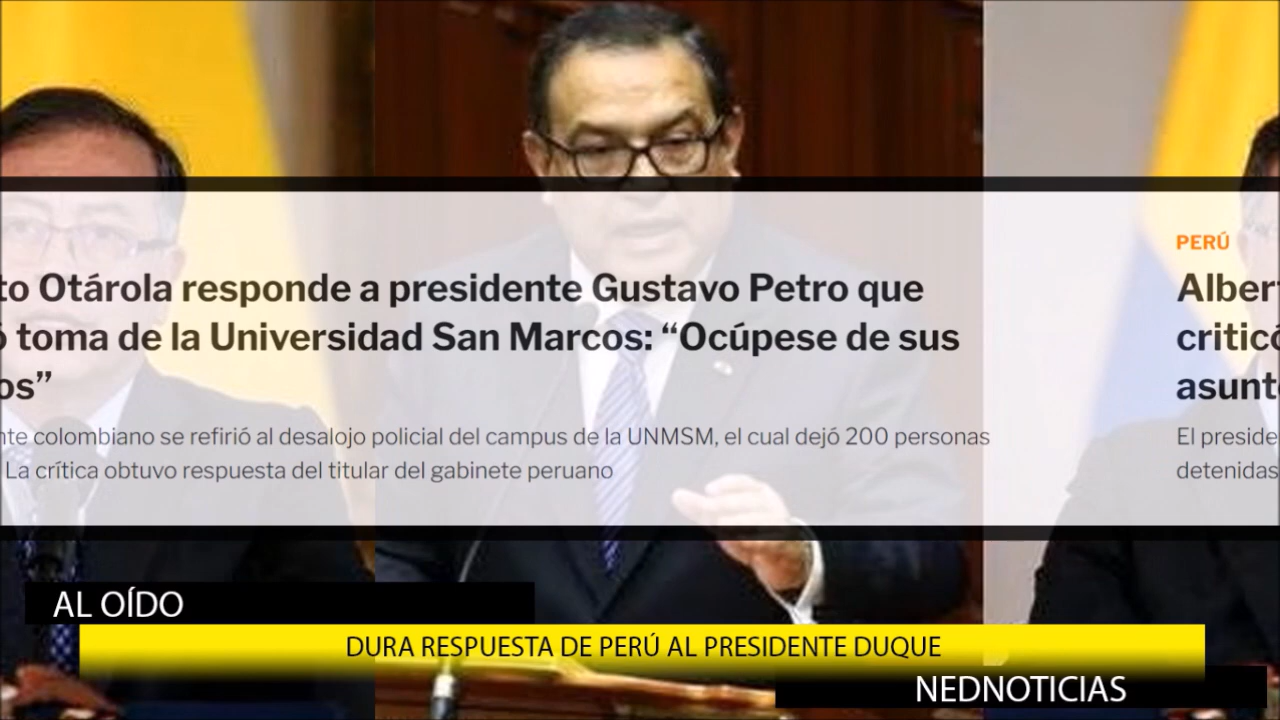 to Otárola responde a presidente Gustavo Petro que
ó toma de la Universidad San Marcos: “Ocúpese de sus
os”
nte colombiano se refirió al desalojo policial del campus de la UNMSM, el cual dejó 200 personas
La crítica obtuvo respuesta del titular del gabinete peruano
PERÚ
Alber
criticó
asunt
El preside
detenidas
AL OÍDO
DURA RESPUESTA DE PERÚ AL PRESIDENTE DUQUE
NEDNOTICIAS